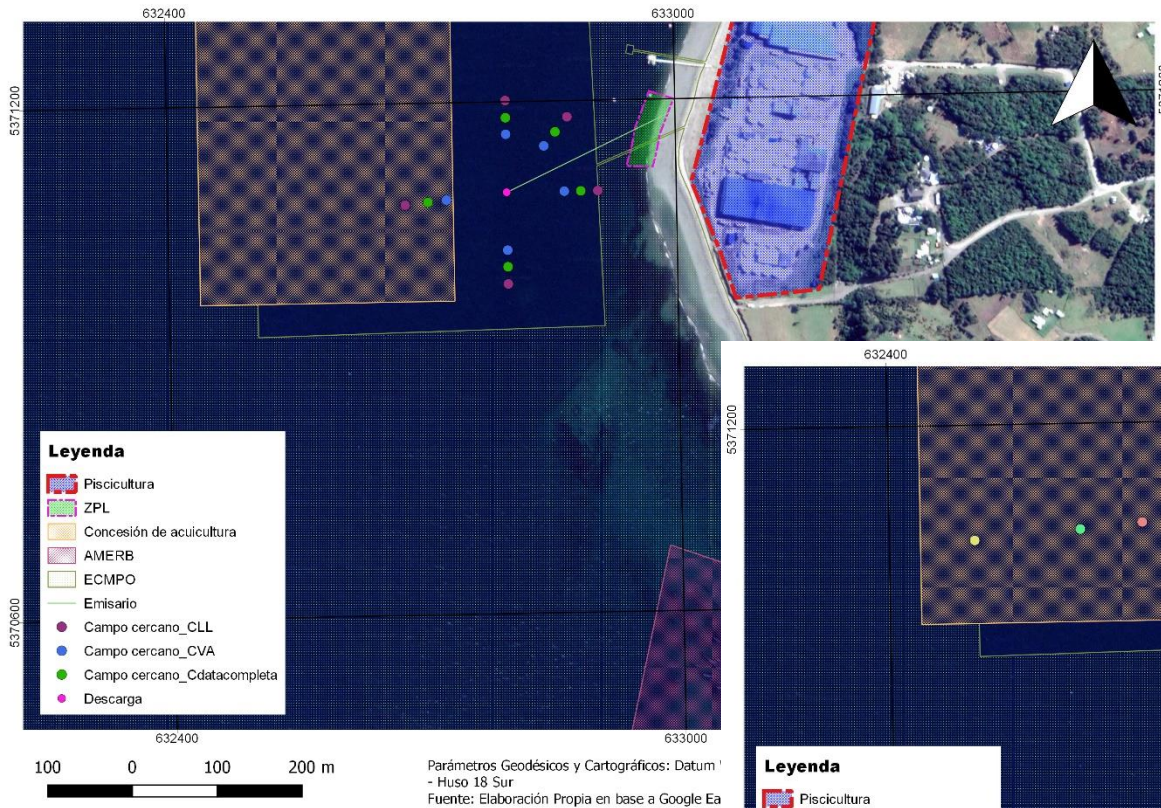 632400
633000
5371200
Leyenda
Piscicultura
ZPL
Concesión de acuicultura
AMERB
ECMPO
Emisario
Campo cercano_CLL
Campo cercano_CVA
Campo cercano_Cdatacompleta
Descarga
5370600
632400
633000
100 0 100 200 m
Parámetros Geodésicos y Cartográficos: Datum
- Huso 18 Sur
Fuente: Elaboración Propia en base a Google Ea
632400
5371200
Leyenda
Piscicultura